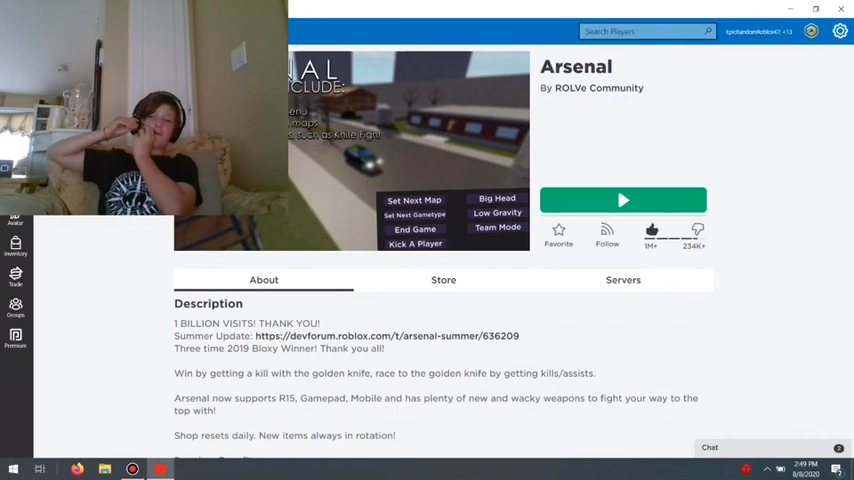 Search Players
EpicRandomRoblox47: <13
NAL
INCLUDE:
enu
maps
s, such as Knife Fight
Set Next Map
Big Head
Set Next Gametype
Low Gravity
End Game
Team Mode
Kick A Player
Arsenal
By ROLVe Community
Favorite
Follow
1M+
234K+
Avatar
Inventory
Trade
Groups
Premium
About
Store
Servers
Description
1 BILLION VISITS! THANK YOU!
Summer Update: https://devforum.roblox.com/t/arsenal-summer/636209
Three time 2019 Bloxy Winner! Thank you all!
Win by getting a kill with the golden knife, race to the golden knife by getting kills/assists.
Arsenal now supports R15, Gamepad, Mobile and has plenty of new and wacky weapons to fight your way to the
top with!
Shop resets daily. New items always in rotation!
Chat
2:49 PM
8/8/2020